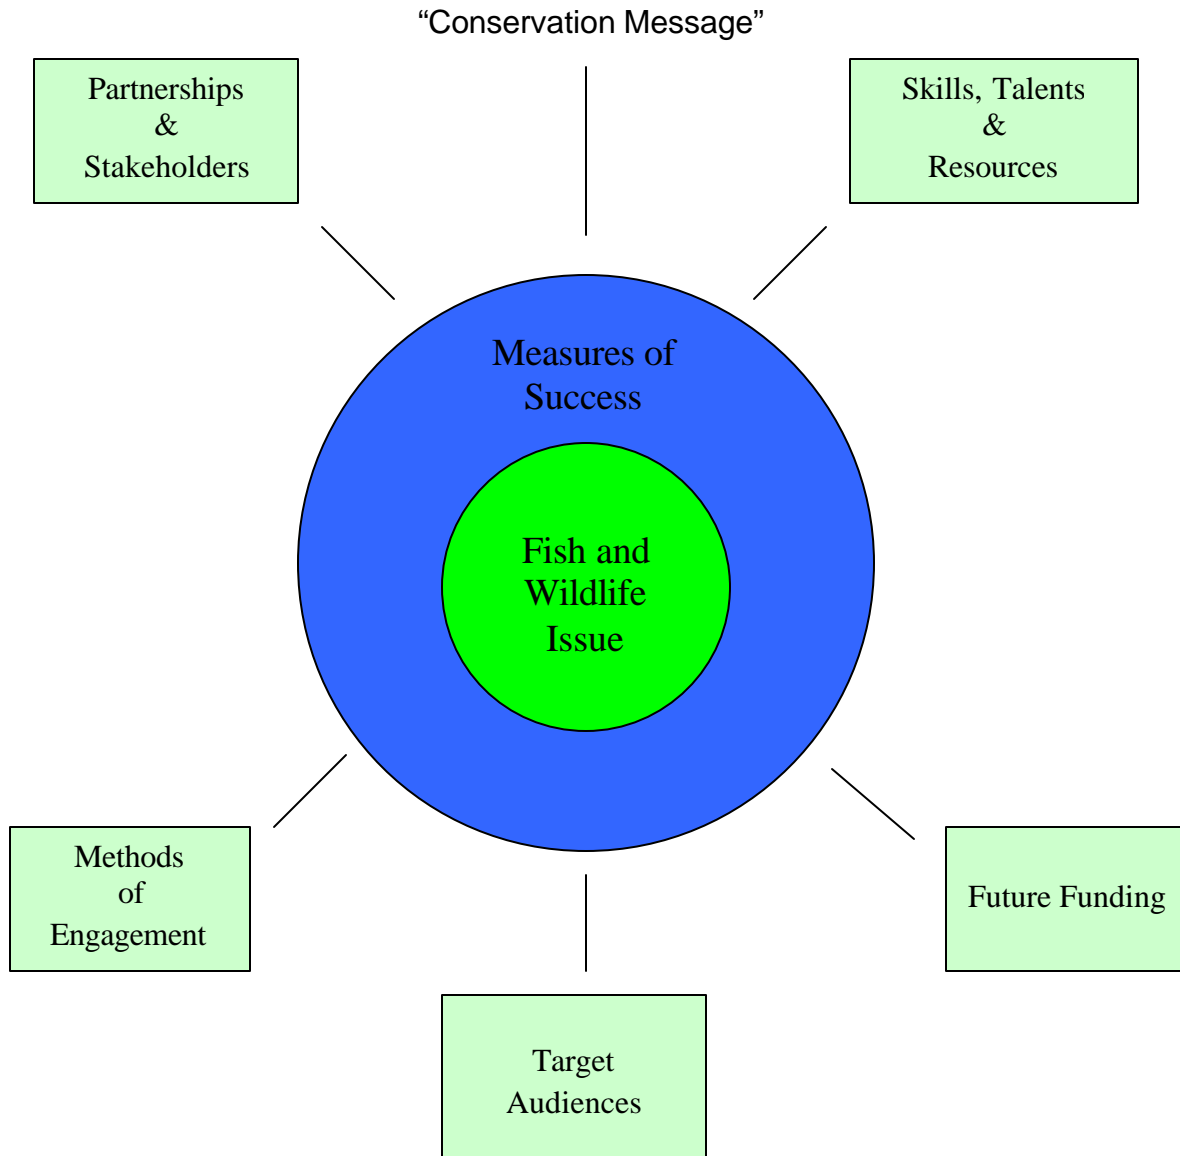 “Conservation Message”
Partnerships
&
Stakeholders
Skills, Talents
&
Resources
Measures of
Success
Fish and
Wildlife
Issue
Methods
of
Engagement
Future Funding
Target
Audiences